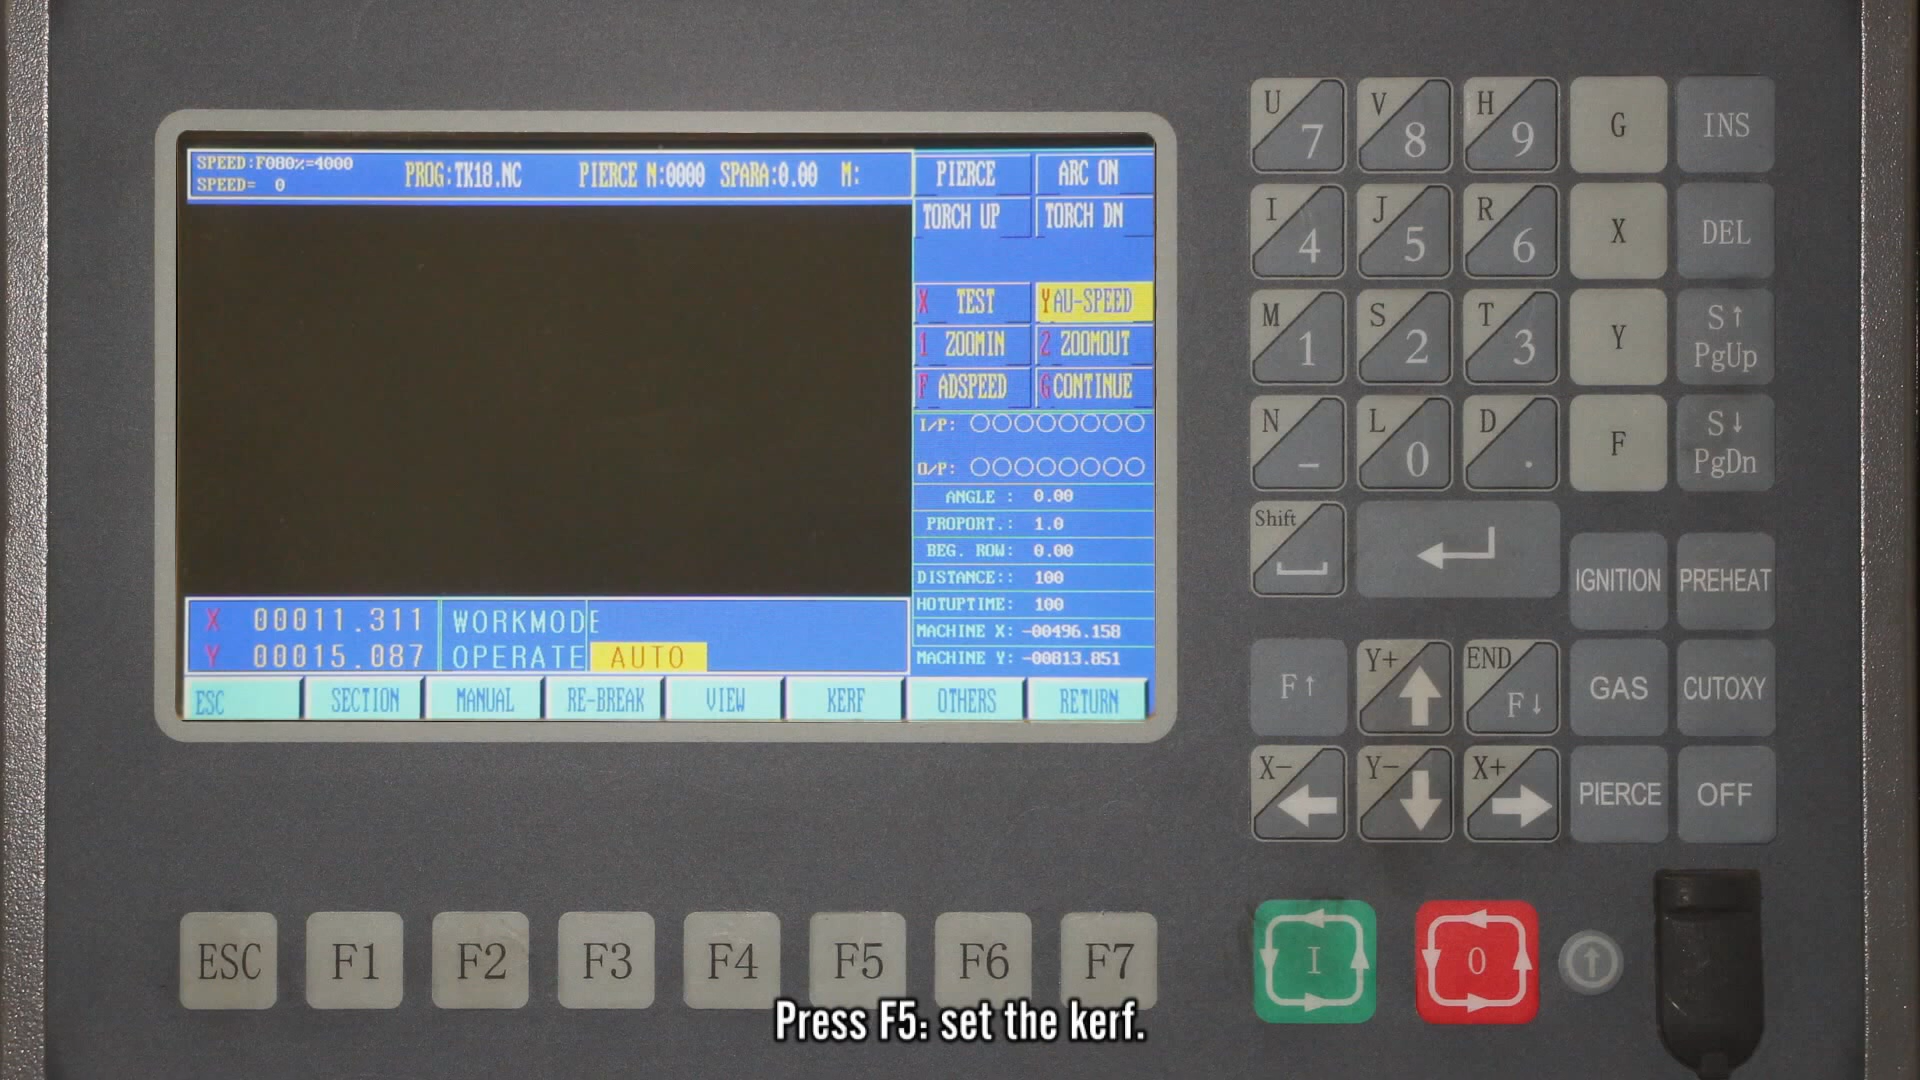 SPEED:F080%=4000
SPEED= 0
PROG:TK18.NC PIERCE N:0000 SPARA:0.00 M:
PIERCE ARC ON
TORCH UP TORCH DN
X TEST Y AU-SPEED
1 ZOOMIN 2 ZOOMOUT
F ADSPEED G CONTINUE
I/P:
O/P:
ANGLE : 0.00
PROPORT.: 1.0
BEG. ROW: 0.00
DISTANCE:: 100
HOTUPTIME: 100
MACHINE X: -00496.158
MACHINE Y: -00813.851
X 00011.311 WORKMODE
Y 00015.087 OPERATE AUTO
ESC SECTION MANUAL RE-BREAK VIEW KERF OTHERS RETURN
U 7 V 8 H 9 G INS
I 4 J 5 R 6 X DEL
M 1 S 2 T 3 Y S↑ PgUp
N - L 0 D . F S↓ PgDn
Shift
IGNITION PREHEAT
F↑ Y+ END F↓ GAS CUTOXY
X- Y- X+ PIERCE OFF
ESC F1 F2 F3 F4 F5 F6 F7 I 0
Press F5: set the kerf.